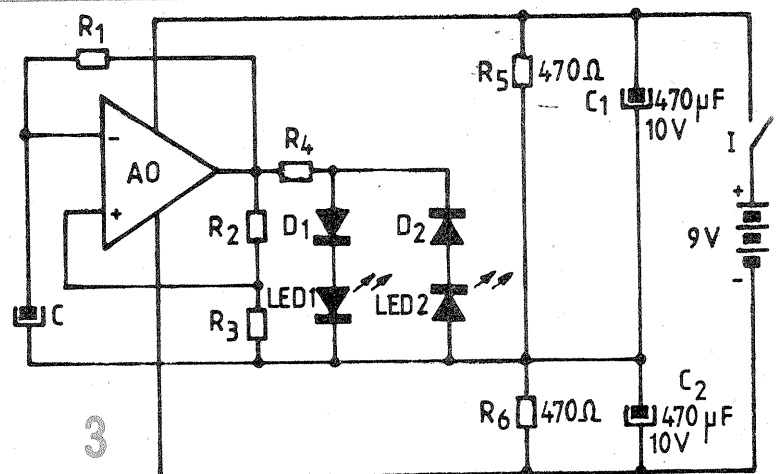 R1
R5
470Ω
C1
470µF
10V
I
-
AO
+
R4
R2
D1
D2
+
9V
-
LED1
LED2
C
R3
R6
470Ω
C2
470µF
10V
3